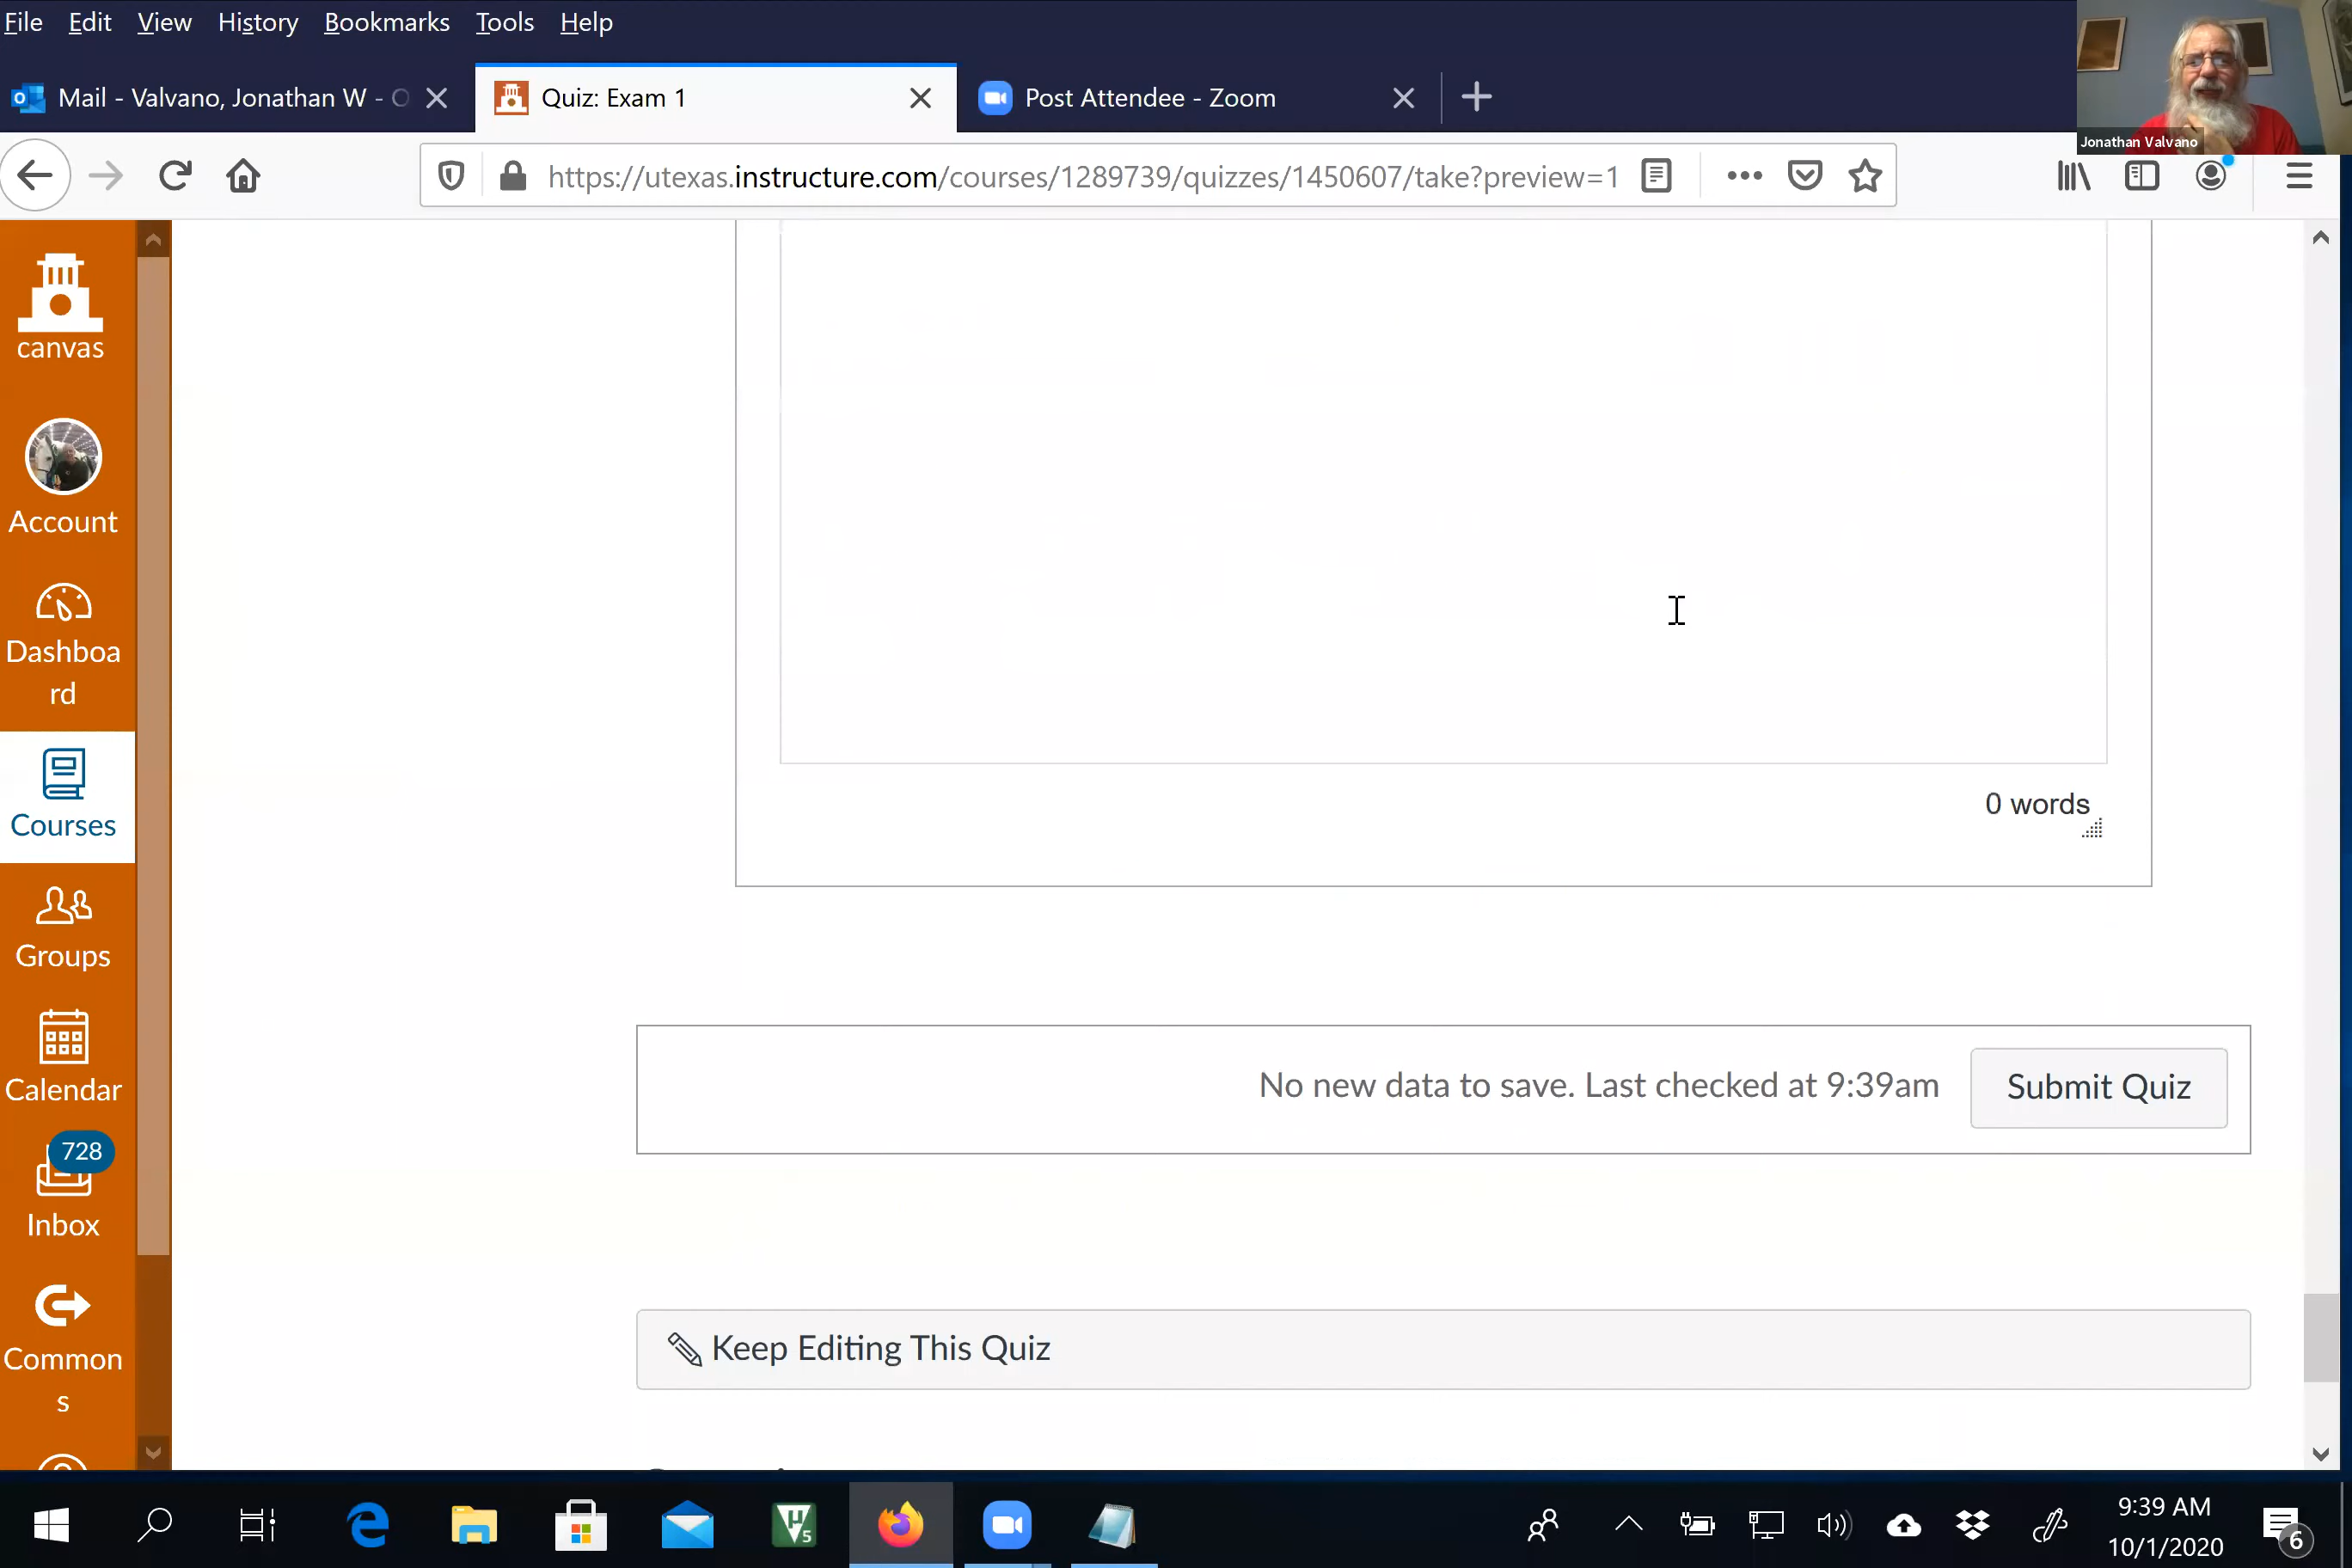 File Edit View History Bookmarks Tools Help
Mail - Valvano, Jonathan W - O
Quiz: Exam 1
Post Attendee - Zoom
Jonathan Valvano
https://utexas.instructure.com/courses/1289739/quizzes/1450607/take?preview=1
canvas
Account
Dashboa
rd
Courses
Groups
Calendar
728
Inbox
Common
s
0 words
No new data to save. Last checked at 9:39am
Submit Quiz
Keep Editing This Quiz
9:39 AM
10/1/2020
6